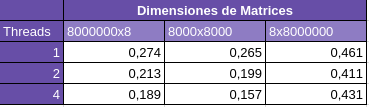 Dimensiones de Matrices
Threads 8000000x8 8000x8000 8x8000000
1 0,274 0,265 0,461
2 0,213 0,199 0,411
4 0,189 0,157 0,431